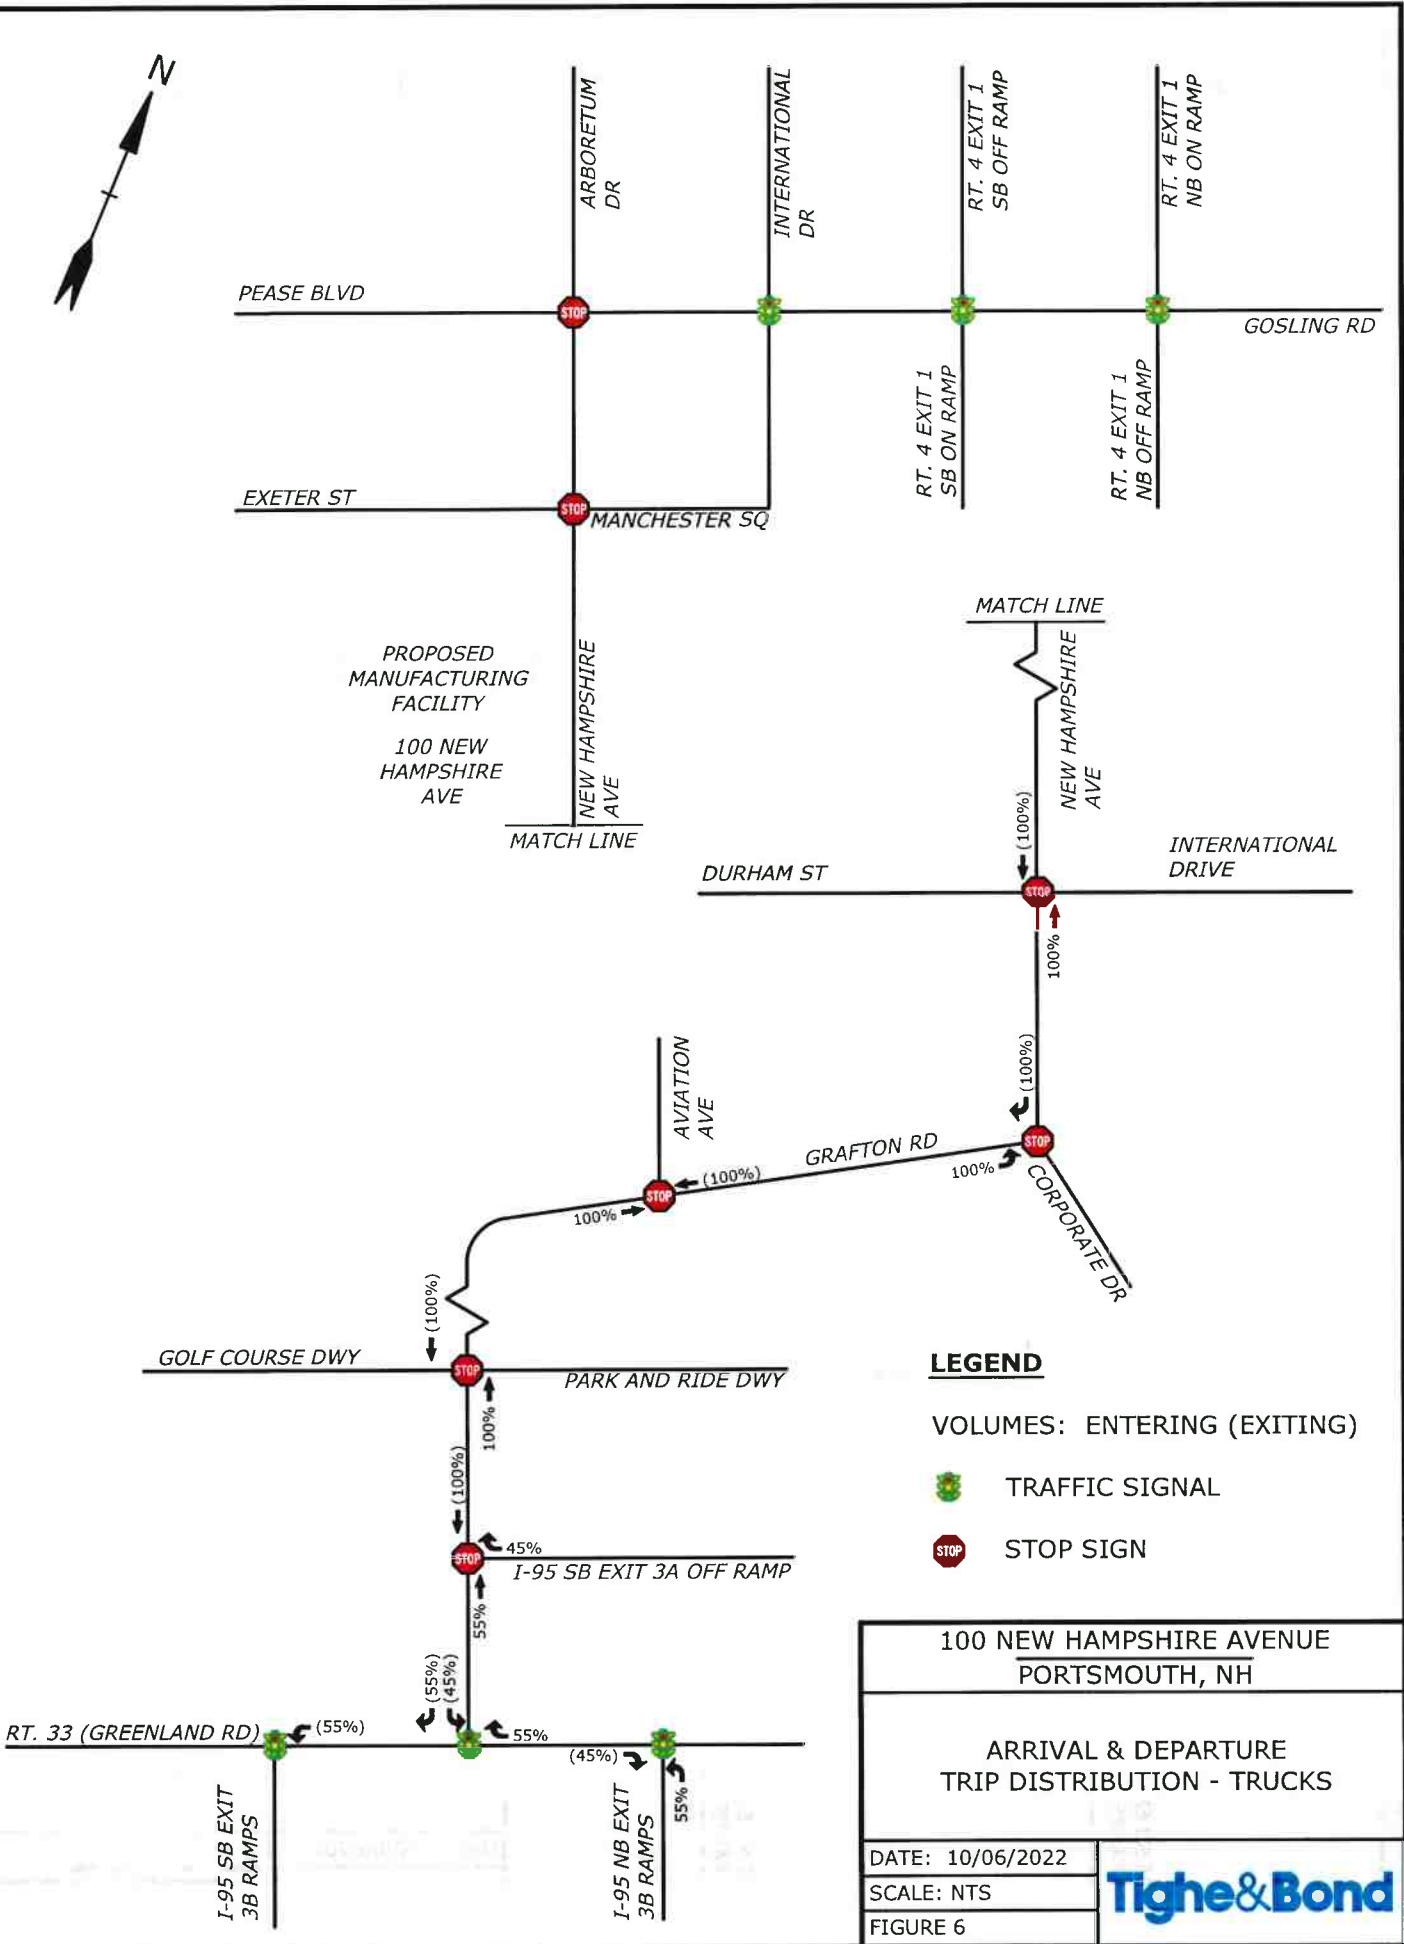 N
ARBORETUM
DR
INTERNATIONAL
DR
RT. 4 EXIT 1
SB OFF RAMP
RT. 4 EXIT 1
NB ON RAMP
PEASE BLVD
STOP
GOSLING RD
RT. 4 EXIT 1
SB ON RAMP
RT. 4 EXIT 1
NB OFF RAMP
EXETER ST
STOP
MANCHESTER SQ
PROPOSED
MANUFACTURING
FACILITY
100 NEW
HAMPSHIRE
AVE
NEW HAMPSHIRE
AVE
MATCH LINE
MATCH LINE
NEW HAMPSHIRE
AVE
(100%)
DURHAM ST
INTERNATIONAL
DRIVE
STOP
100%
(100%)
AVIATION
AVE
GRAFTON RD
STOP
100%
CORPORATE DR
(100%)
STOP
100%
(100%)
GOLF COURSE DWY
STOP
PARK AND RIDE DWY
100%
(100%)
45%
STOP
I-95 SB EXIT 3A OFF RAMP
55%
(55%)
(45%)
RT. 33 (GREENLAND RD)
(55%)
55%
(45%)
55%
I-95 SB EXIT
3B RAMPS
I-95 NB EXIT
3B RAMPS
LEGEND
VOLUMES: ENTERING (EXITING)
TRAFFIC SIGNAL
STOP
STOP SIGN
100 NEW HAMPSHIRE AVENUE
PORTSMOUTH, NH
ARRIVAL & DEPARTURE
TRIP DISTRIBUTION - TRUCKS
DATE: 10/06/2022
SCALE: NTS
FIGURE 6
Tighe&Bond